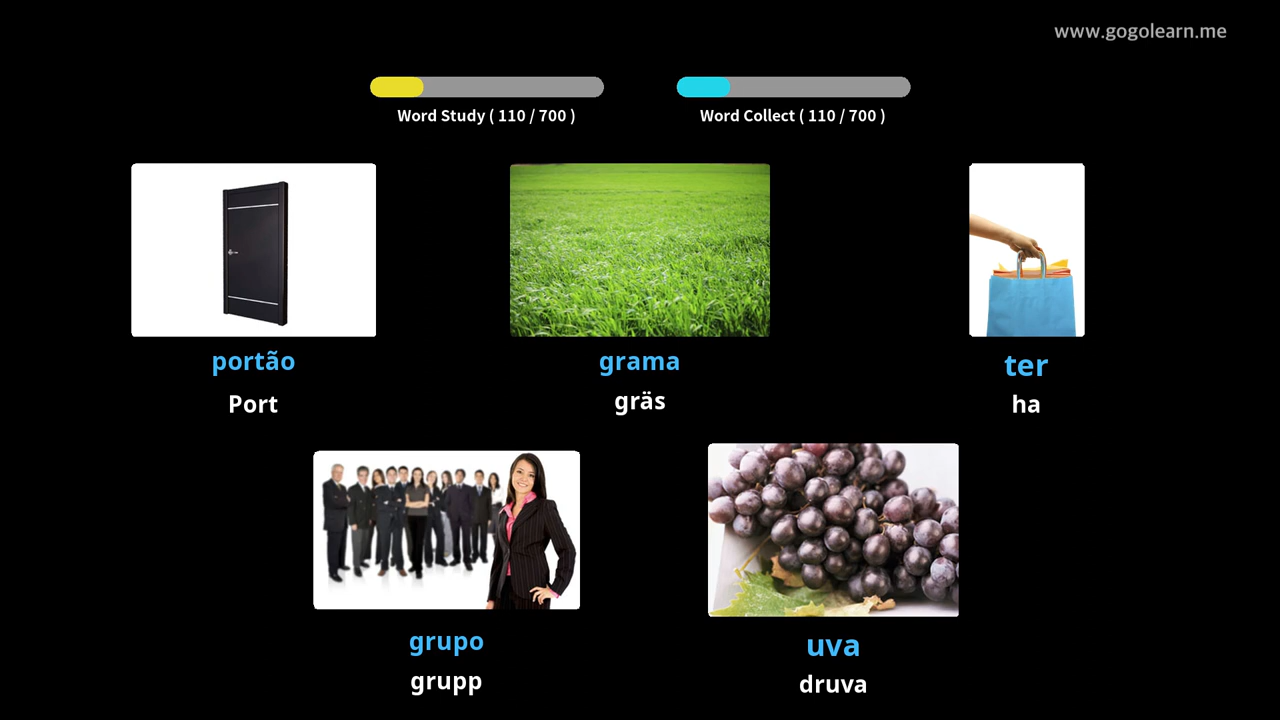 www.gogolearn.me
Word Study ( 110 / 700 )
Word Collect ( 110 / 700 )
portão
Port
grama
gräs
ter
ha
grupo
grupp
uva
druva